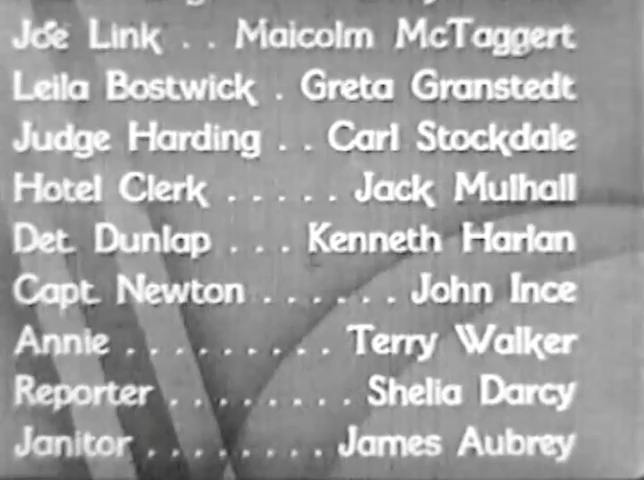 Joe Link . . Malcolm McTaggert
Leila Bostwick . Greta Granstedt
Judge Harding . . Carl Stockdale
Hotel Clerk . . . . . Jack Mulhall
Det. Dunlap . . . Kenneth Harlan
Capt. Newton . . . . . . John Ince
Annie . . . . . . . . . Terry Walker
Reporter . . . . . . . . Shelia Darcy
Janitor . . . . . . . . James Aubrey